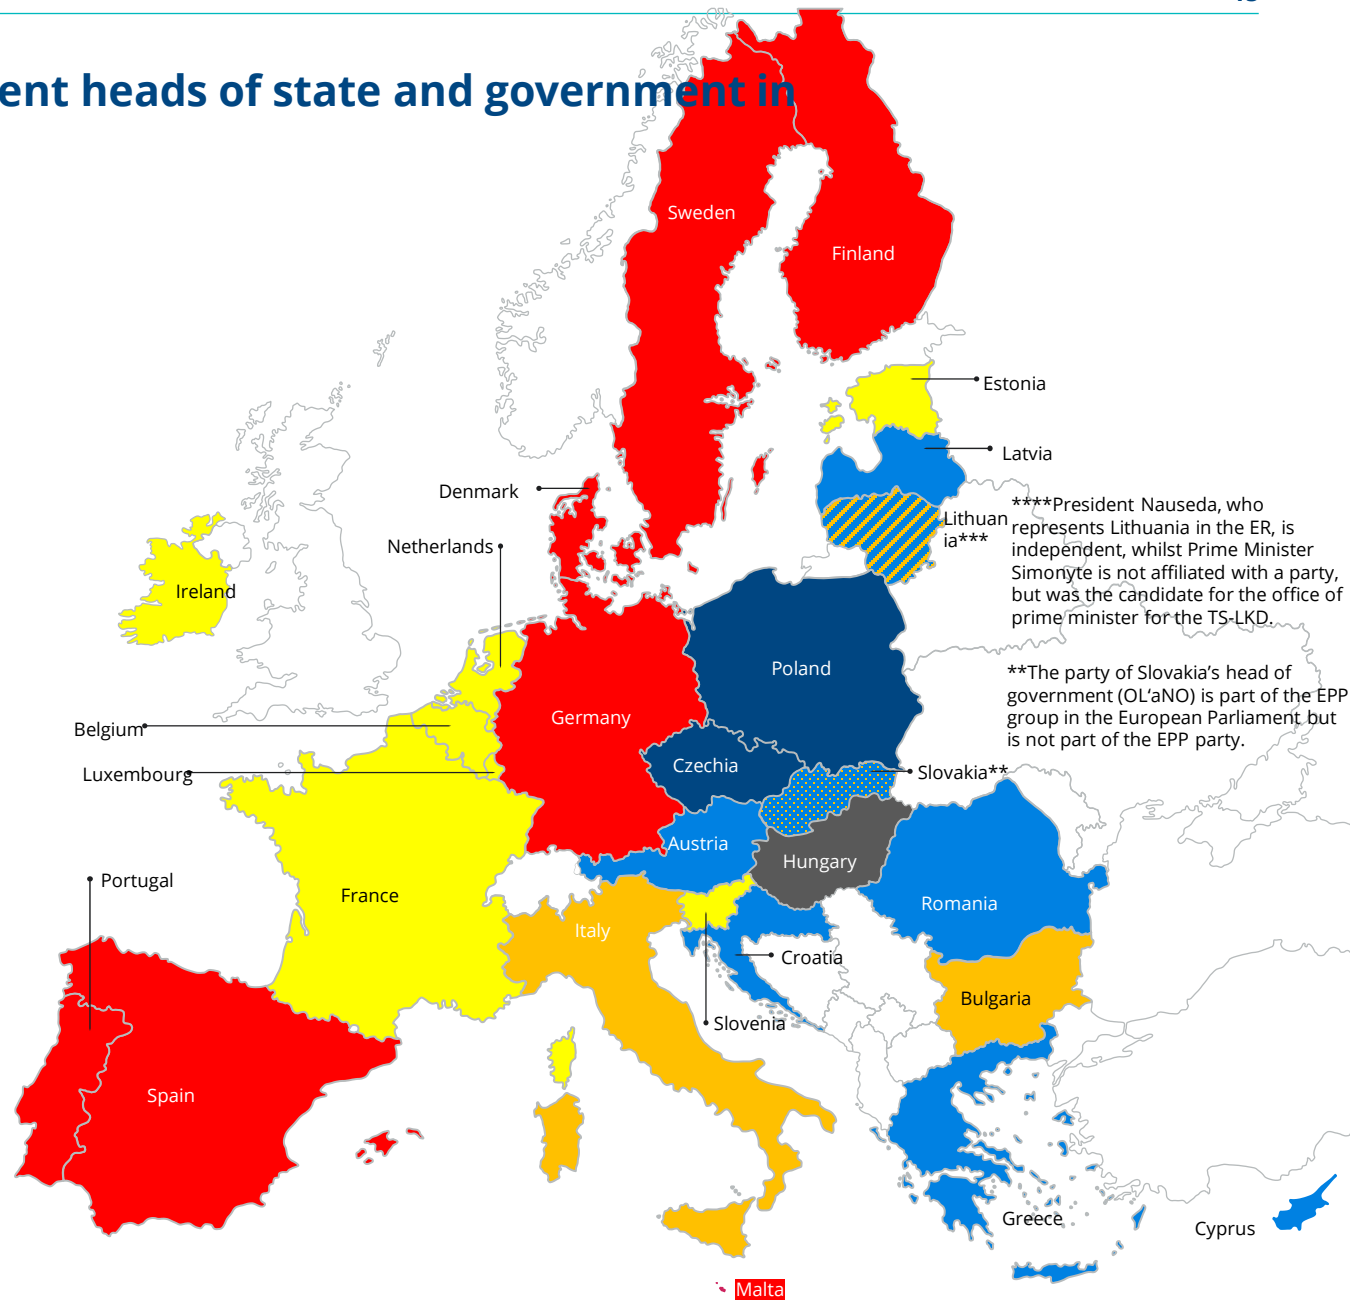 ent heads of state and government in
Sweden
Finland
Estonia
Latvia
Denmark
Netherlands
Lithuan
ia***
****President Nauseda, who
represents Lithuania in the ER, is
independent, whilst Prime Minister
Simonyte is not affiliated with a party,
but was the candidate for the office of
prime minister for the TS-LKD.
Ireland
Poland
**The party of Slovakia’s head of
government (OL‘aNO) is part of the EPP
group in the European Parliament but
is not part of the EPP party.
Germany
Belgium
Czechia
Luxembourg
Slovakia**
Austria
Hungary
Portugal
France
Romania
Italy
Croatia
Bulgaria
Slovenia
Spain
Greece
Cyprus
Malta